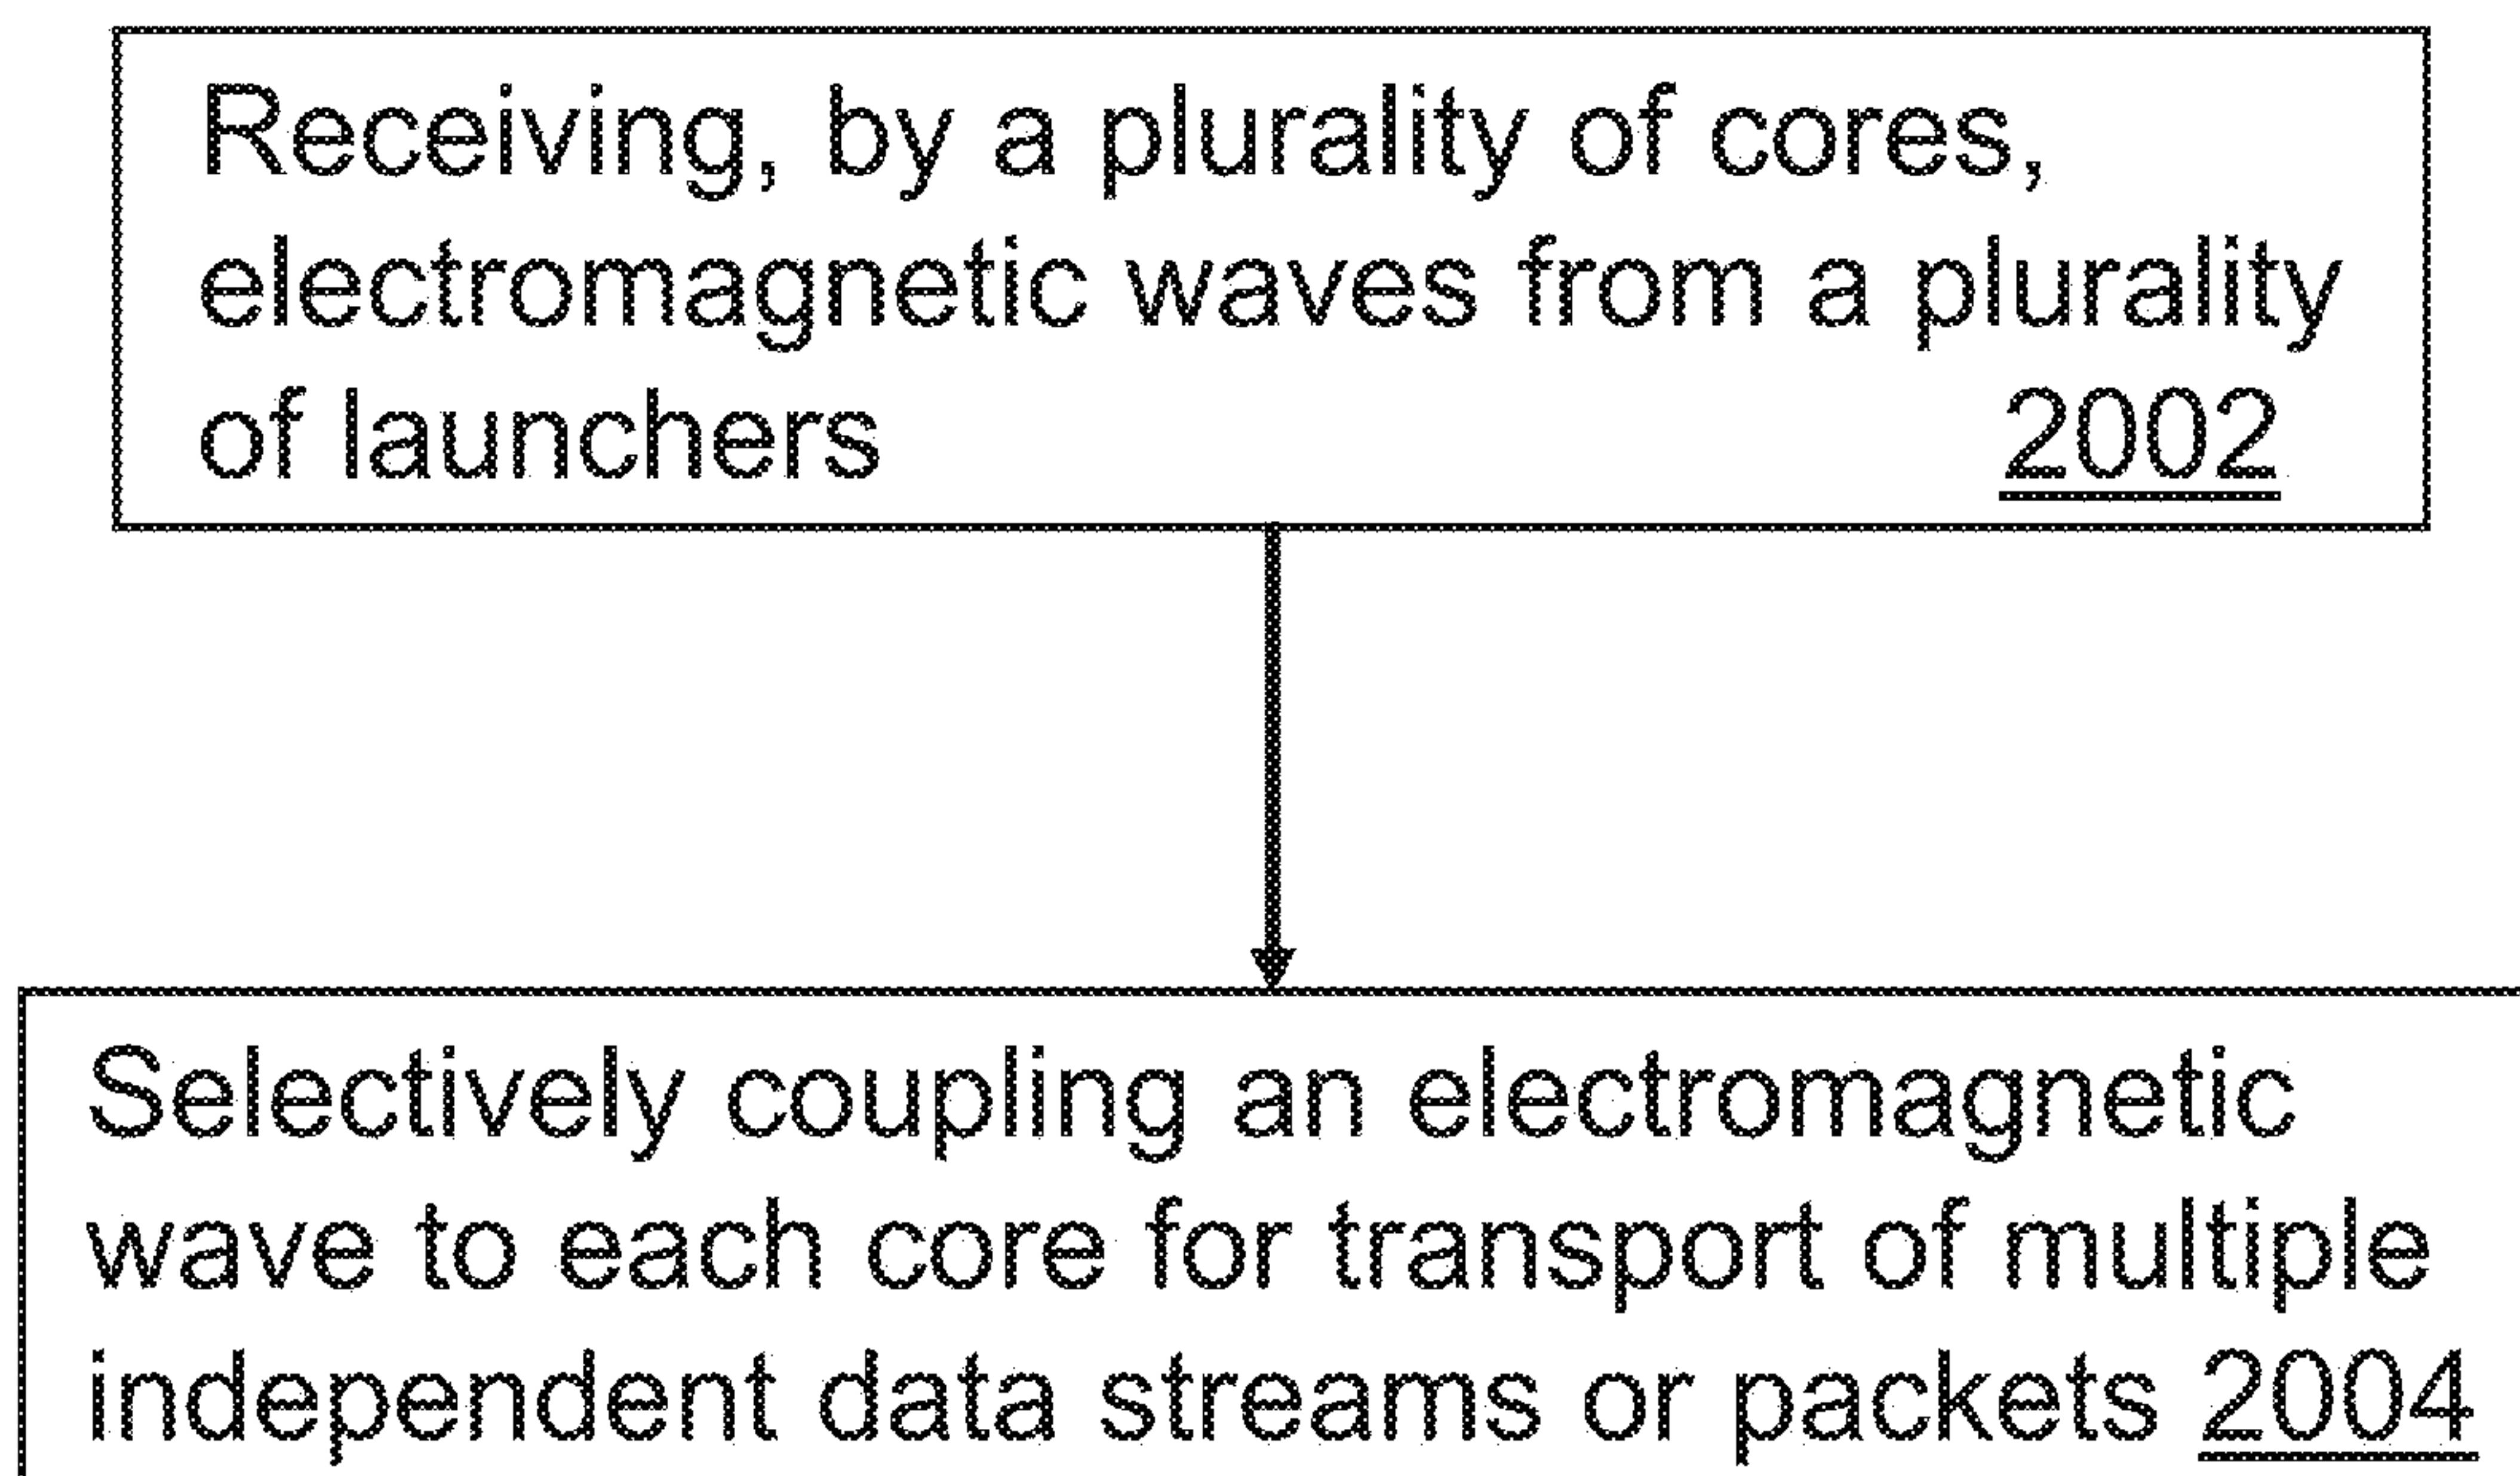 Receiving, by a plurality of cores,
electromagnetic waves from a plurality
of launchers 2002
Selectively coupling an electromagnetic
wave to each core for transport of multiple
independent data streams or packets 2004